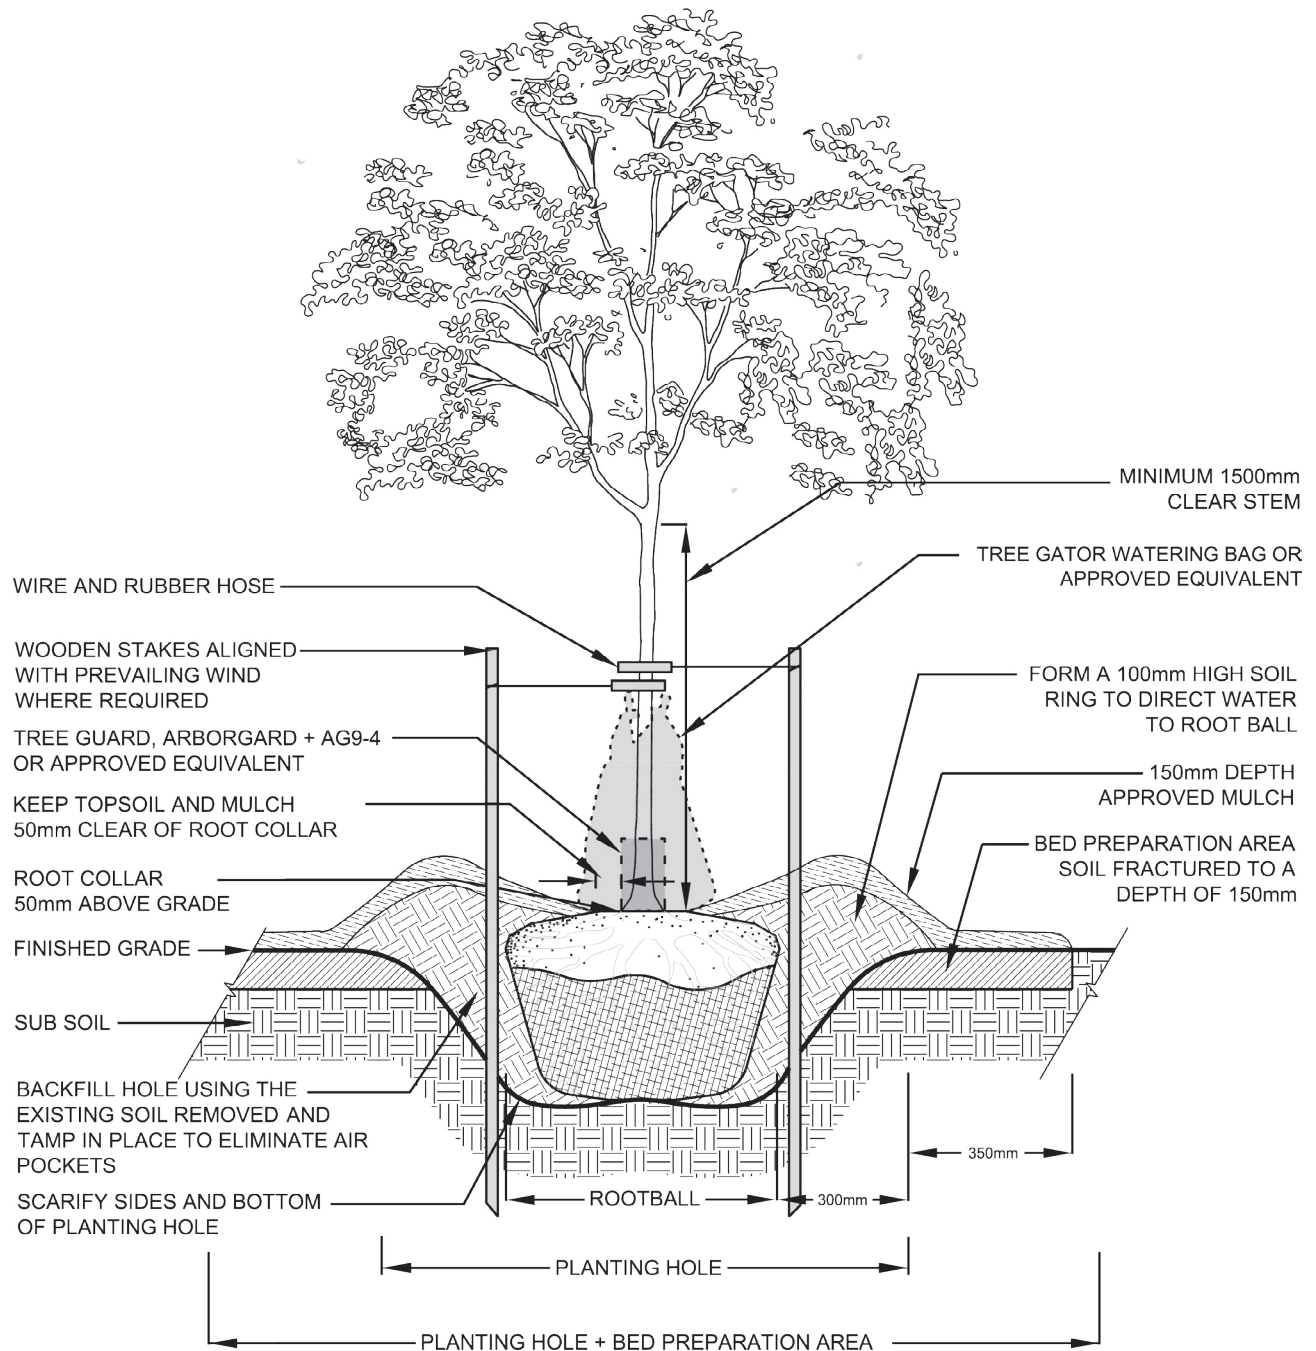 MINIMUM 1500mm
CLEAR STEM
TREE GATOR WATERING BAG OR
APPROVED EQUIVALENT
WIRE AND RUBBER HOSE
WOODEN STAKES ALIGNED
WITH PREVAILING WIND
WHERE REQUIRED
FORM A 100mm HIGH SOIL
RING TO DIRECT WATER
TO ROOT BALL
TREE GUARD, ARBORGARD + AG9-4
OR APPROVED EQUIVALENT
150mm DEPTH
APPROVED MULCH
KEEP TOPSOIL AND MULCH
50mm CLEAR OF ROOT COLLAR
BED PREPARATION AREA
SOIL FRACTURED TO A
DEPTH OF 150mm
ROOT COLLAR
50mm ABOVE GRADE
FINISHED GRADE
SUB SOIL
BACKFILL HOLE USING THE
EXISTING SOIL REMOVED AND
TAMP IN PLACE TO ELIMINATE AIR
POCKETS
350mm
SCARIFY SIDES AND BOTTOM
OF PLANTING HOLE
ROOTBALL
300mm
PLANTING HOLE
PLANTING HOLE + BED PREPARATION AREA